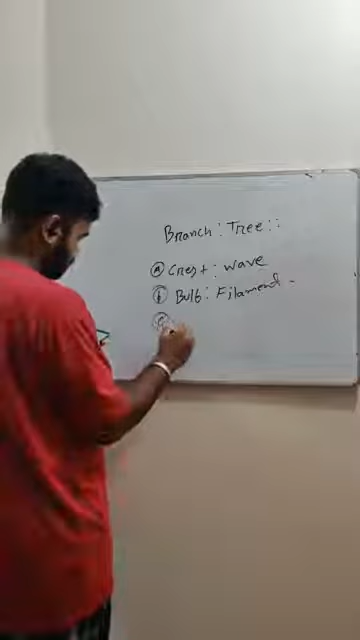 Branch : Tree ::
(a) Crest : wave
(b) Bulb : Filament
(c)